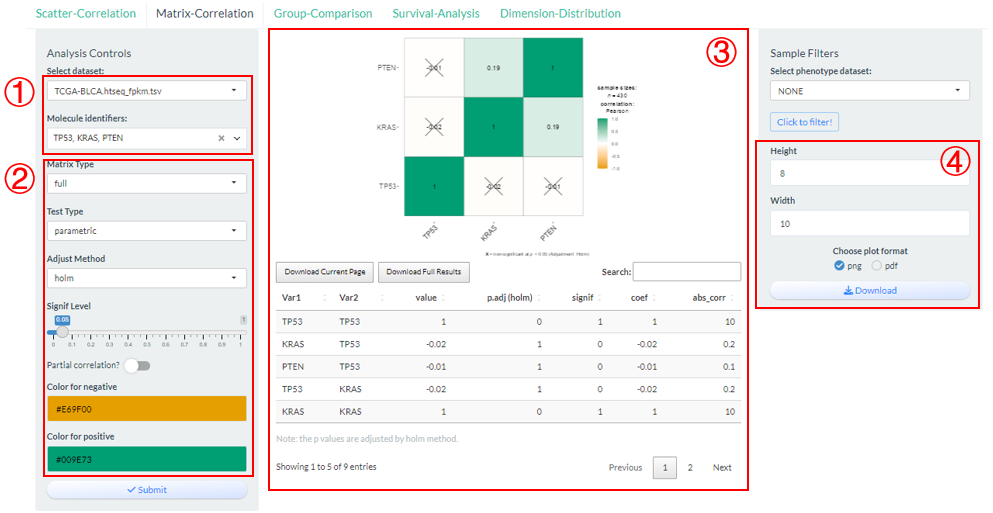 Scatter-Correlation
Matrix-Correlation
Group-Comparison
Survival-Analysis
Dimension-Distribution
Analysis Controls
①
Select dataset:
TCGA-BLCA.htseq_fpkm.tsv
Molecule identifiers:
TP53, KRAS, PTEN
②
Matrix Type
full
Test Type
parametric
Adjust Method
holm
Signif Level
0.05
1
0 0.1 0.2 0.3 0.4 0.5 0.6 0.7 0.8 0.9 1
Partial correlation?
Color for negative
#E69F00
Color for positive
#009E73
Submit
③
PTEN- -0.01 0.19 1
KRAS- -0.02 1 0.19
TP53- 1 -0.02 -0.01
TP53 KRAS PTEN
sample sizes:
n = 430
correlation:
Pearson
1.0
0.5
0.0
-0.5
-1.0
X = non-significant at p < 0.05 (Adjustment: Holm)
Download Current Page
Download Full Results
Search:
Var1 Var2 value p.adj (holm) signif coef abs_corr
TP53 TP53 1 0 1 1 10
KRAS TP53 -0.02 1 0 -0.02 0.2
PTEN TP53 -0.01 1 0 -0.01 0.1
TP53 KRAS -0.02 1 0 -0.02 0.2
KRAS KRAS 1 0 1 1 10
Note: the p values are adjusted by holm method.
Showing 1 to 5 of 9 entries
Previous 1 2 Next
Sample Filters
Select phenotype dataset:
NONE
Click to filter!
④
Height
8
Width
10
Choose plot format
png pdf
Download